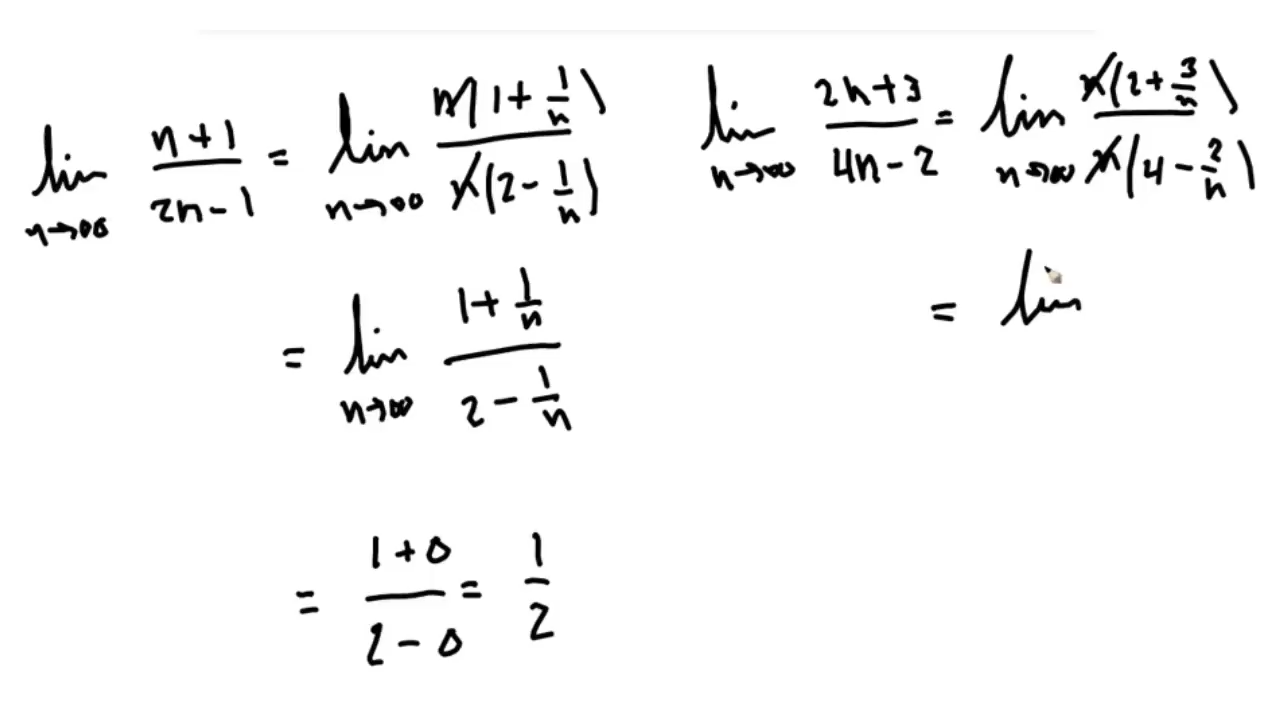 lim n→∞ (n+1)/(2n-1) = lim n→∞ n(1+1/n)/n(2-1/n)
= lim n→∞ (1+1/n)/(2-1/n)
= (1+0)/(2-0) = 1/2
lim n→∞ (2n+3)/(4n-2) = lim n→∞ n(2+3/n)/n(4-2/n)
= lim